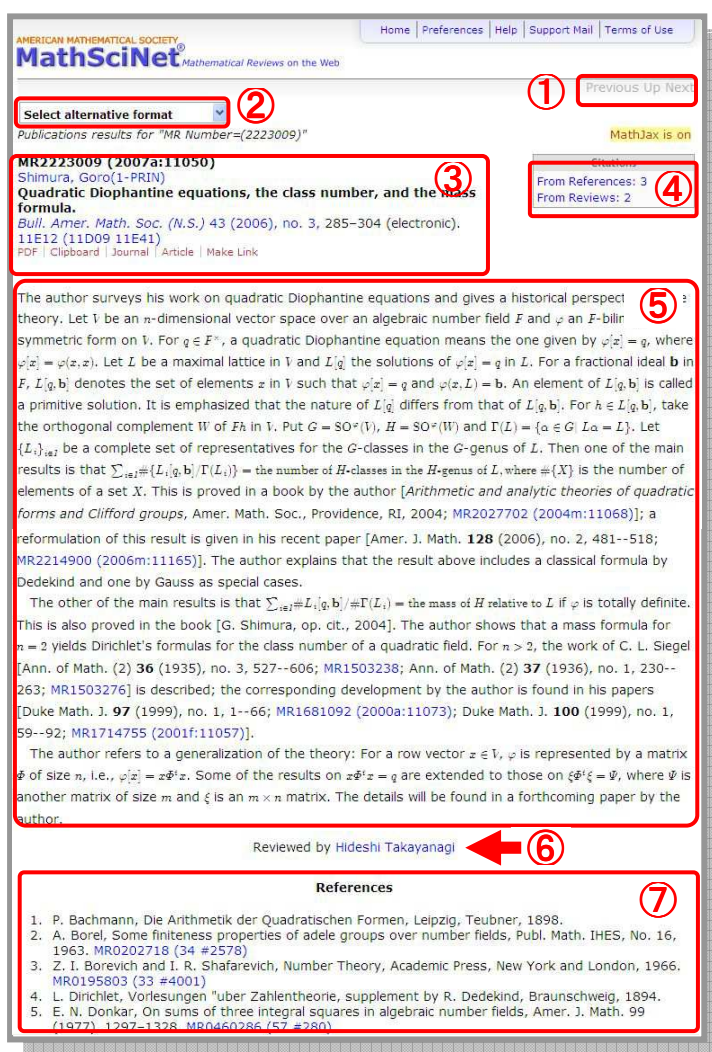 Home | Preferences | Help | Support Mail | Terms of Use
AMERICAN MATHEMATICAL SOCIETY
MathSciNet® Mathematical Reviews on the Web
① Previous Up Next
Select alternative format ②
Publications results for "MR Number=(2223009)"
MathJax is on
MR2223009 (2007a:11050)
Shimura, Goro(1-PRIN)
Quadratic Diophantine equations, the class number, and the mass
formula.
Bull. Amer. Math. Soc. (N.S.) 43 (2006), no. 3, 285–304 (electronic).
11E12 (11D09 11E41)
PDF | Clipboard | Journal | Article | Make Link
③
Citations
From References: 3
From Reviews: 2
④
The author surveys his work on quadratic Diophantine equations and gives a historical perspect ⑤ e
theory. Let V be an n-dimensional vector space over an algebraic number field F and φ an F-bilin
symmetric form on V. For q ∈ F×, a quadratic Diophantine equation means the one given by φ[x] = q, where
φ[x] = φ(x, x). Let L be a maximal lattice in V and L[q] the solutions of φ[x] = q in L. For a fractional ideal b in
F, L[q, b] denotes the set of elements x in V such that φ[x] = q and φ(x, L) = b. An element of L[q, b] is called
a primitive solution. It is emphasized that the nature of L[q] differs from that of L[q, b]. For h ∈ L[q, b], take
the orthogonal complement W of Fh in V. Put G = SOφ(V), H = SOφ(W) and Γ(L) = {α ∈ G| Lα = L}. Let
{Li}i∈I be a complete set of representatives for the G-classes in the G-genus of L. Then one of the main
results is that ∑i∈I#{Li[q, b]/Γ(Li)} = the number of H-classes in the H-genus of L, where #{X} is the number of
elements of a set X. This is proved in a book by the author [Arithmetic and analytic theories of quadratic
forms and Clifford groups, Amer. Math. Soc., Providence, RI, 2004; MR2027702 (2004m:11068)]; a
reformulation of this result is given in his recent paper [Amer. J. Math. 128 (2006), no. 2, 481--518;
MR2214900 (2006m:11165)]. The author explains that the result above includes a classical formula by
Dedekind and one by Gauss as special cases.
The other of the main results is that ∑i∈I#Li[q, b]/#Γ(Li) = the mass of H relative to L if φ is totally definite.
This is also proved in the book [G. Shimura, op. cit., 2004]. The author shows that a mass formula for
n = 2 yields Dirichlet's formulas for the class number of a quadratic field. For n > 2, the work of C. L. Siegel
[Ann. of Math. (2) 36 (1935), no. 3, 527--606; MR1503238; Ann. of Math. (2) 37 (1936), no. 1, 230--
263; MR1503276] is described; the corresponding development by the author is found in his papers
[Duke Math. J. 97 (1999), no. 1, 1--66; MR1681092 (2000a:11073); Duke Math. J. 100 (1999), no. 1,
59--92; MR1714755 (2001f:11057)].
The author refers to a generalization of the theory: For a row vector x ∈ V, φ is represented by a matrix
Φ of size n, i.e., φ[x] = xΦtx. Some of the results on xΦtx = q are extended to those on ξΦtξ = Ψ, where Ψ is
another matrix of size m and ξ is an m × n matrix. The details will be found in a forthcoming paper by the
author.
Reviewed by Hideshi Takayanagi ⑥
References
⑦
1. P. Bachmann, Die Arithmetik der Quadratischen Formen, Leipzig, Teubner, 1898.
2. A. Borel, Some finiteness properties of adele groups over number fields, Publ. Math. IHES, No. 16,
1963. MR0202718 (34 #2578)
3. Z. I. Borevich and I. R. Shafarevich, Number Theory, Academic Press, New York and London, 1966.
MR0195803 (33 #4001)
4. L. Dirichlet, Vorlesungen "uber Zahlentheorie, supplement by R. Dedekind, Braunschweig, 1894.
5. E. N. Donkar, On sums of three integral squares in algebraic number fields, Amer. J. Math. 99
(1977), 1297–1328. MR0460286 (57 #280)